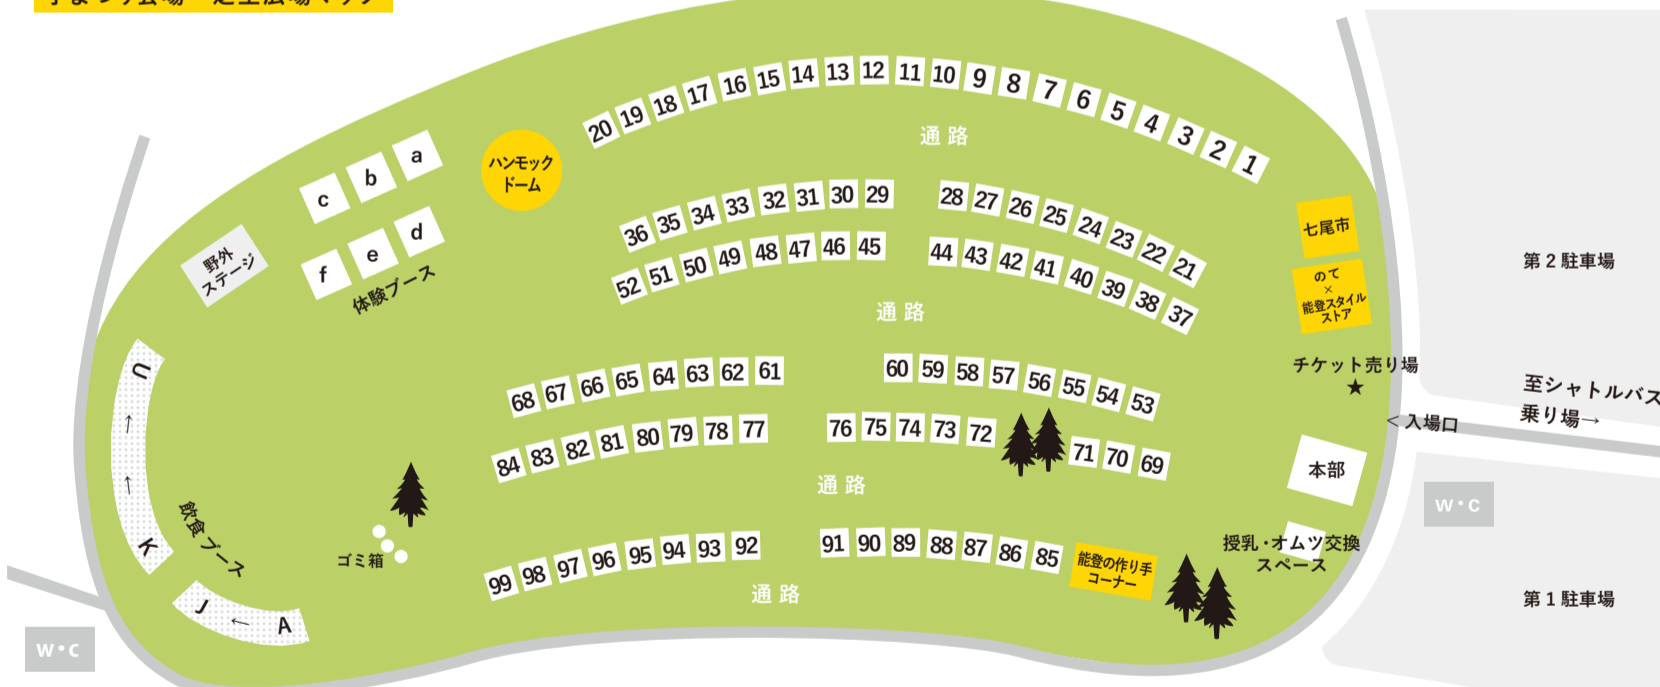 20 19 18 17 16 15 14 13 12 11 10 9 8 7 6 5 4 3 2 1
通路
a
b
c
d
e
f
体験ブース
ハンモック
ドーム
野外
ステージ
36 35 34 33 32 31 30 29
28 27 26 25 24 23 22 21
52 51 50 49 48 47 46 45
44 43 42 41 40 39 38 37
通路
七尾市
のて
×
能登スタイル
ストア
第2駐車場
チケット売り場
★
<入場口
至シャトルバス
乗り場→
68 67 66 65 64 63 62 61
60 59 58 57 56 55 54 53
84 83 82 81 80 79 78 77
76 75 74 73 72
71 70 69
通路
本部
W・C
授乳・オムツ交換
スペース
第1駐車場
99 98 97 96 95 94 93 92
91 90 89 88 87 86 85
能登の作り手
コーナー
通路
ゴミ箱
飲食ブース
U
↑
↑
K
J
←
A
W・C